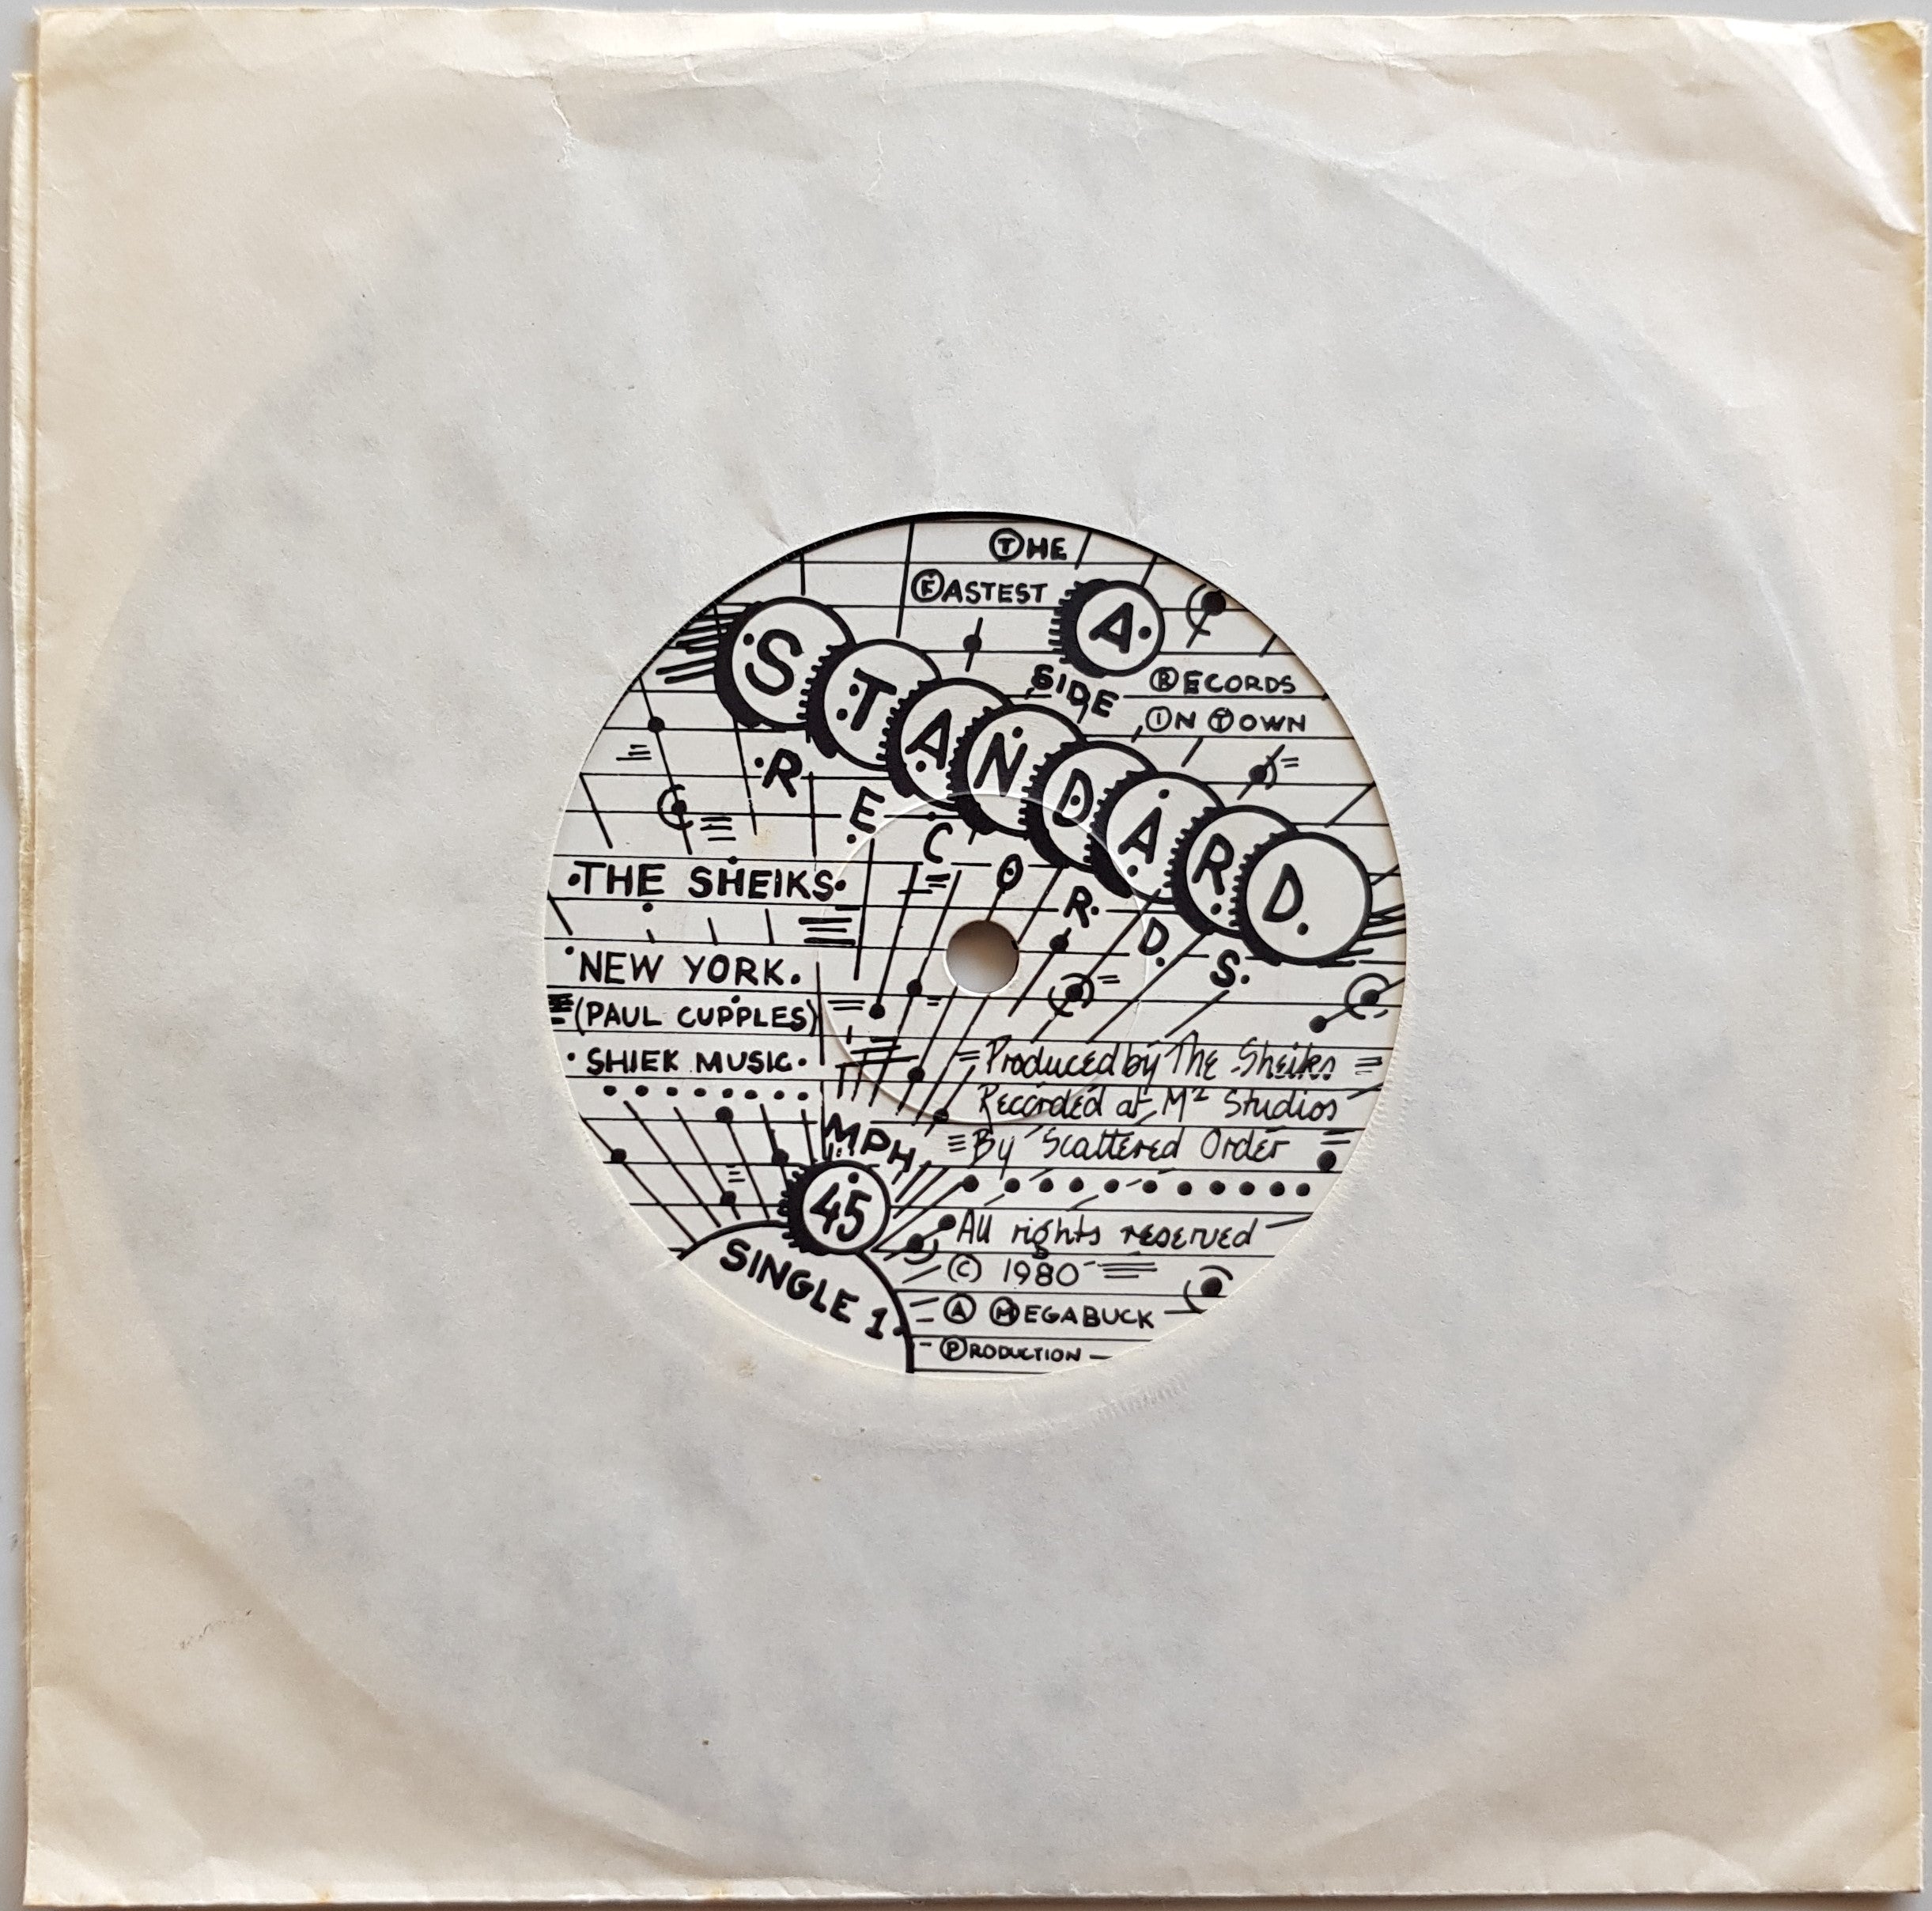 THE
FASTEST
A.
SIDE
RECORDS
IN TOWN
STANDARD.
.RECORDS.
.THE SHEIKS.
.NEW YORK.
(PAUL CUPPLES)
. SHIEK MUSIC.
MPH
45
SINGLE 1.
Produced by The Sheiks
Recorded at M² Studios
By Scattered Order
All rights reserved
© 1980
A MEGABUCK
PRODUCTION